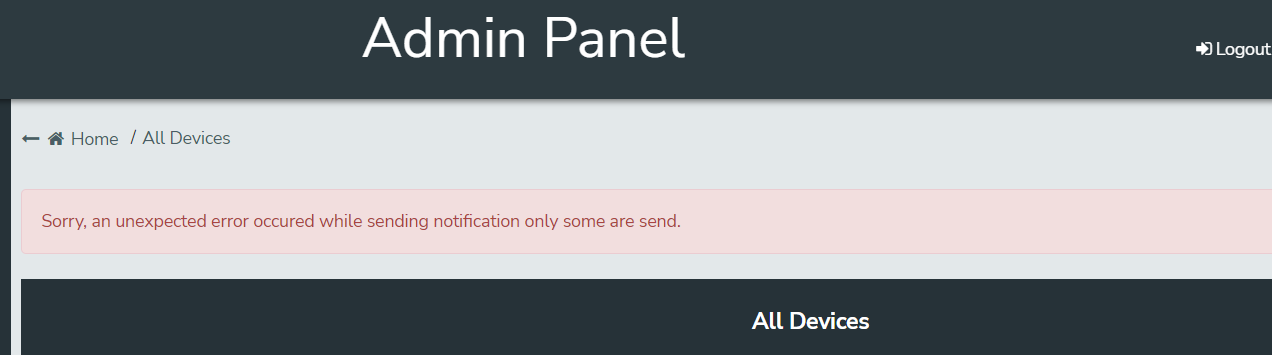 Admin Panel
Logout
Home / All Devices
Sorry, an unexpected error occured while sending notification only some are send.
All Devices